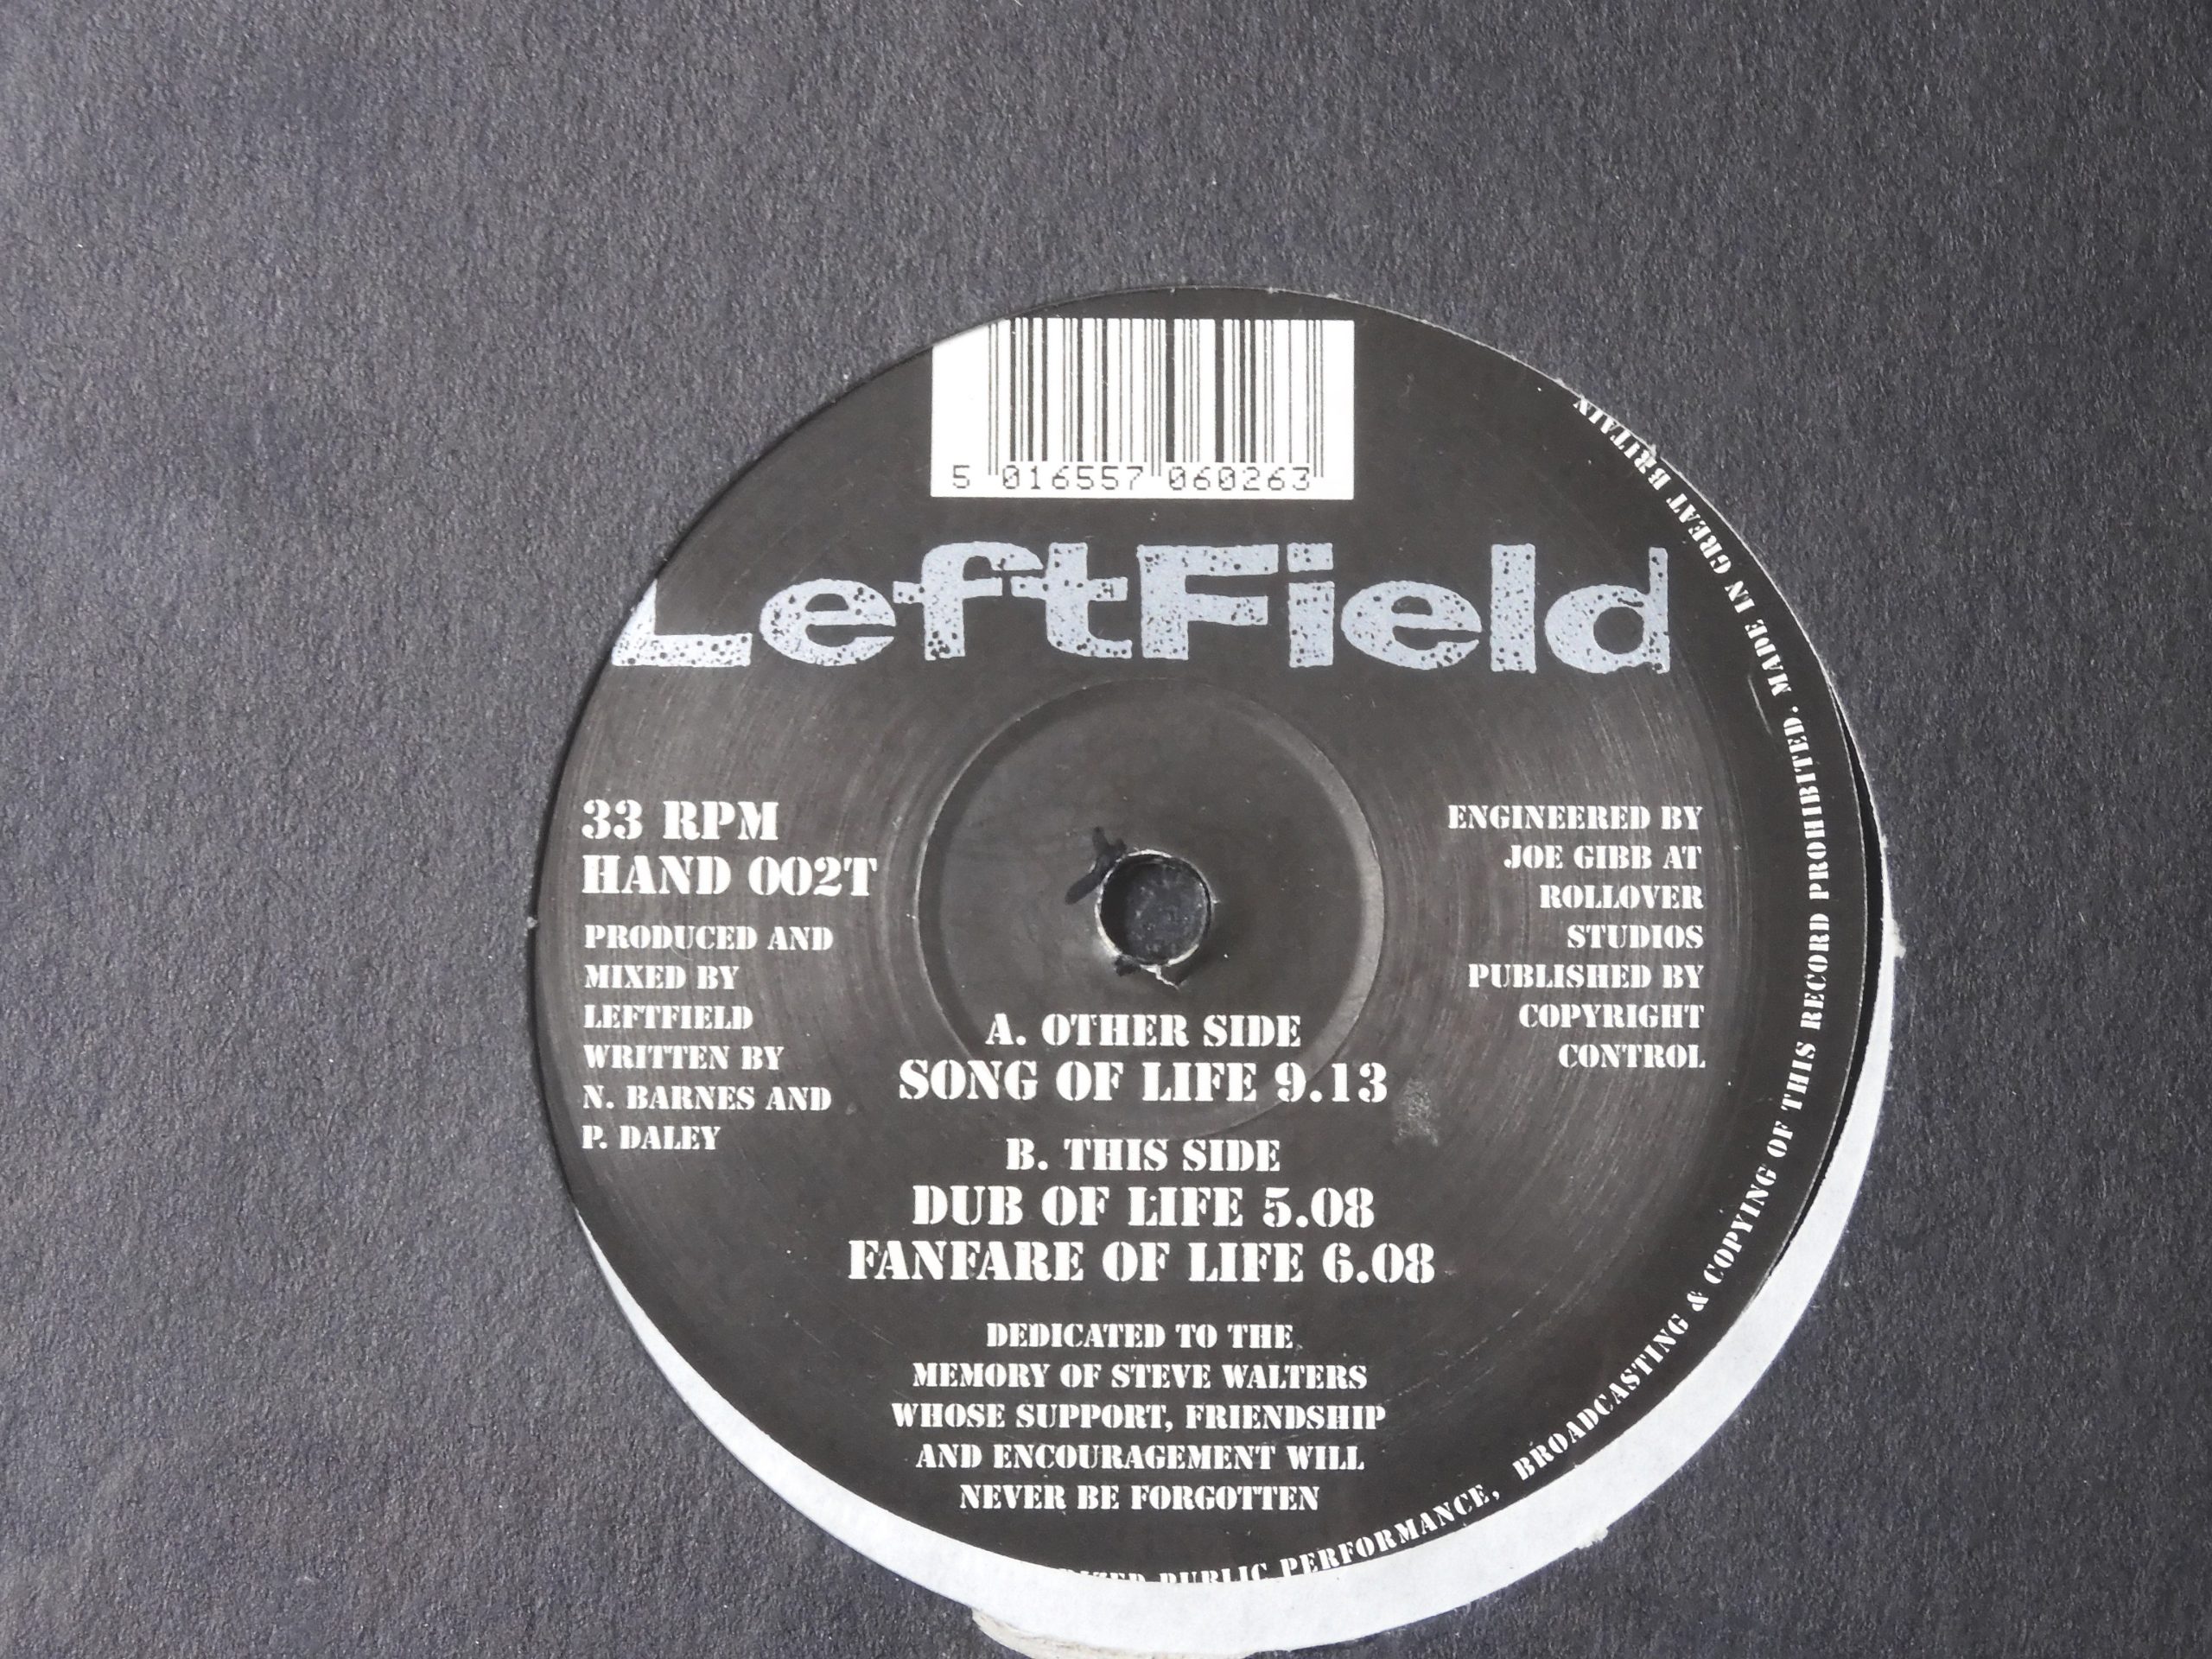 5 016557 060263
LeftField
33 RPM
HAND 002T
PRODUCED AND
MIXED BY
LEFTFIELD
WRITTEN BY
N. BARNES AND
P. DALEY
ENGINEERED BY
JOE GIBB AT
ROLLOVER
STUDIOS
PUBLISHED BY
COPYRIGHT
CONTROL
A. OTHER SIDE
SONG OF LIFE 9.13
B. THIS SIDE
DUB OF LIFE 5.08
FANFARE OF LIFE 6.08
DEDICATED TO THE
MEMORY OF STEVE WALTERS
WHOSE SUPPORT, FRIENDSHIP
AND ENCOURAGEMENT WILL
NEVER BE FORGOTTEN
PUBLIC PERFORMANCE, BROADCASTING & COPYING OF THIS RECORD PROHIBITED. MADE IN GREAT BRITAIN